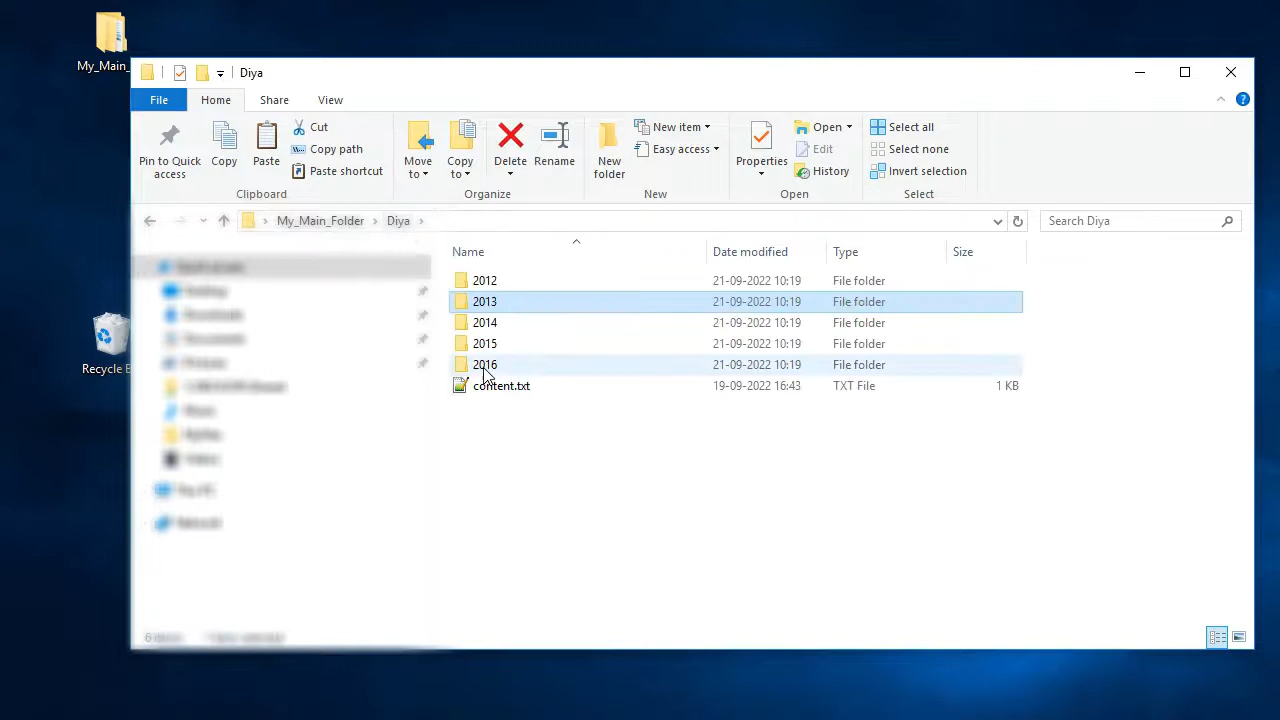 My_Main_
Diya
File
Home
Share
View
Pin to Quick
access
Copy
Paste
Cut
Copy path
Paste shortcut
Clipboard
Move
to
Copy
to
Delete
Rename
Organize
New
folder
New item
Easy access
New
Properties
Open
Edit
History
Open
Select all
Select none
Invert selection
Select
My_Main_Folder
Diya
Search Diya
Name
Date modified
Type
Size
2012 21-09-2022 10:19 File folder
2013 21-09-2022 10:19 File folder
2014 21-09-2022 10:19 File folder
2015 21-09-2022 10:19 File folder
2016 21-09-2022 10:19 File folder
content.txt 19-09-2022 16:43 TXT File 1 KB
Recycle